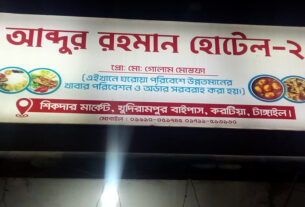 আব্দুর রহমান হোটেল-২
প্রো: মো: গোলাম মোস্তফা
(এইখানে ঘরোয়া পরিবেশে উন্নতমানের
খাবার পরিবেশন ও অর্ডার সরবরাহ করা হয়।)
শিকদার মার্কেট, ক্ষুদিরামপুর বাইপাস, করটিয়া, টাঙ্গাইল।
মোবাইল :